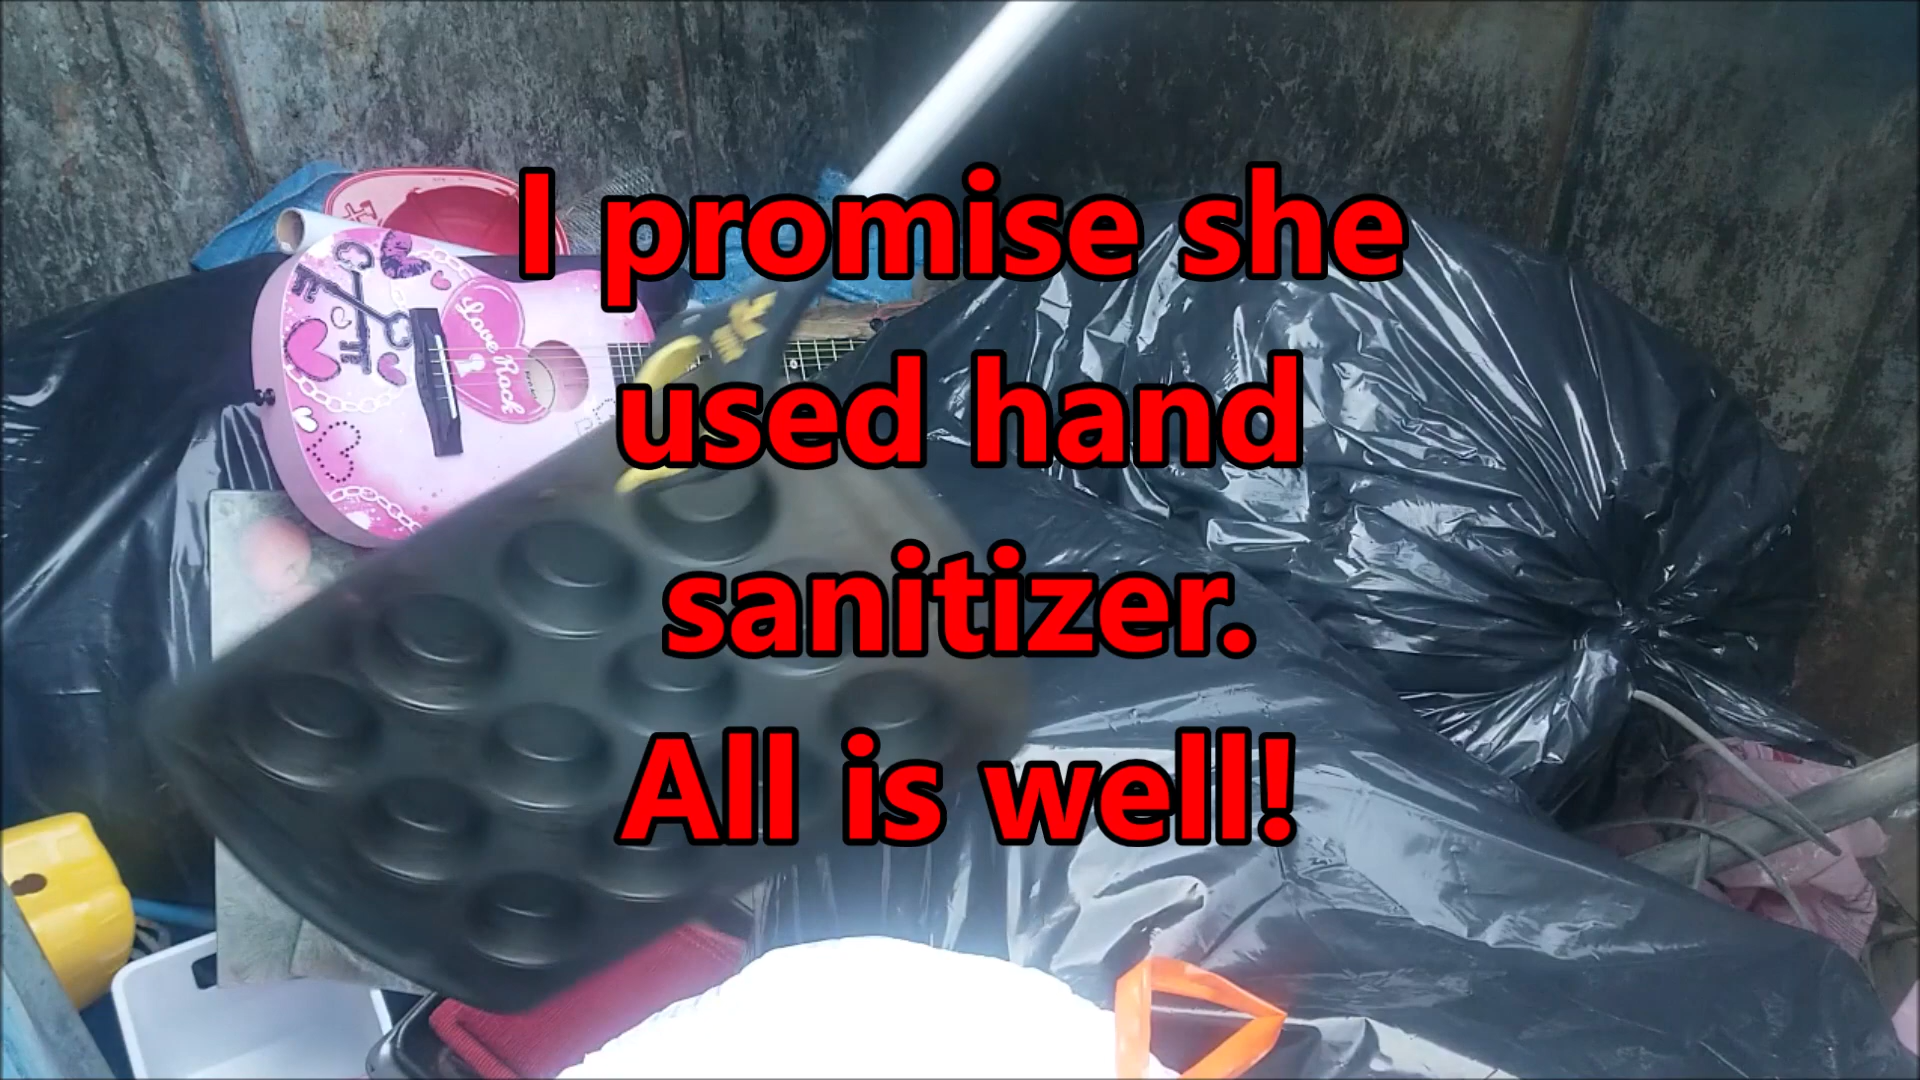 I promise she
used hand
sanitizer.
All is well!
Love Rock